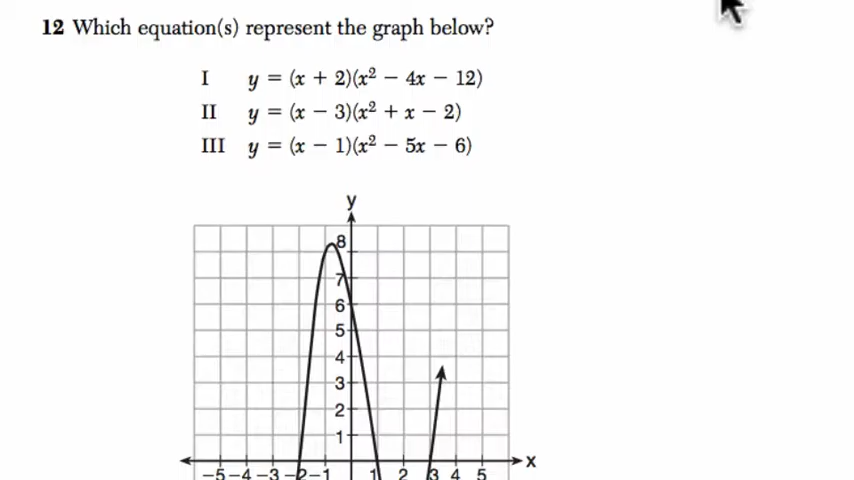 12 Which equation(s) represent the graph below?
I y = (x + 2)(x² − 4x − 12)
II y = (x − 3)(x² + x − 2)
III y = (x − 1)(x² − 5x − 6)
y
8
7
6
5
4
3
2
1
x
−5 −4 −3 −2 −1 1 2 3 4 5